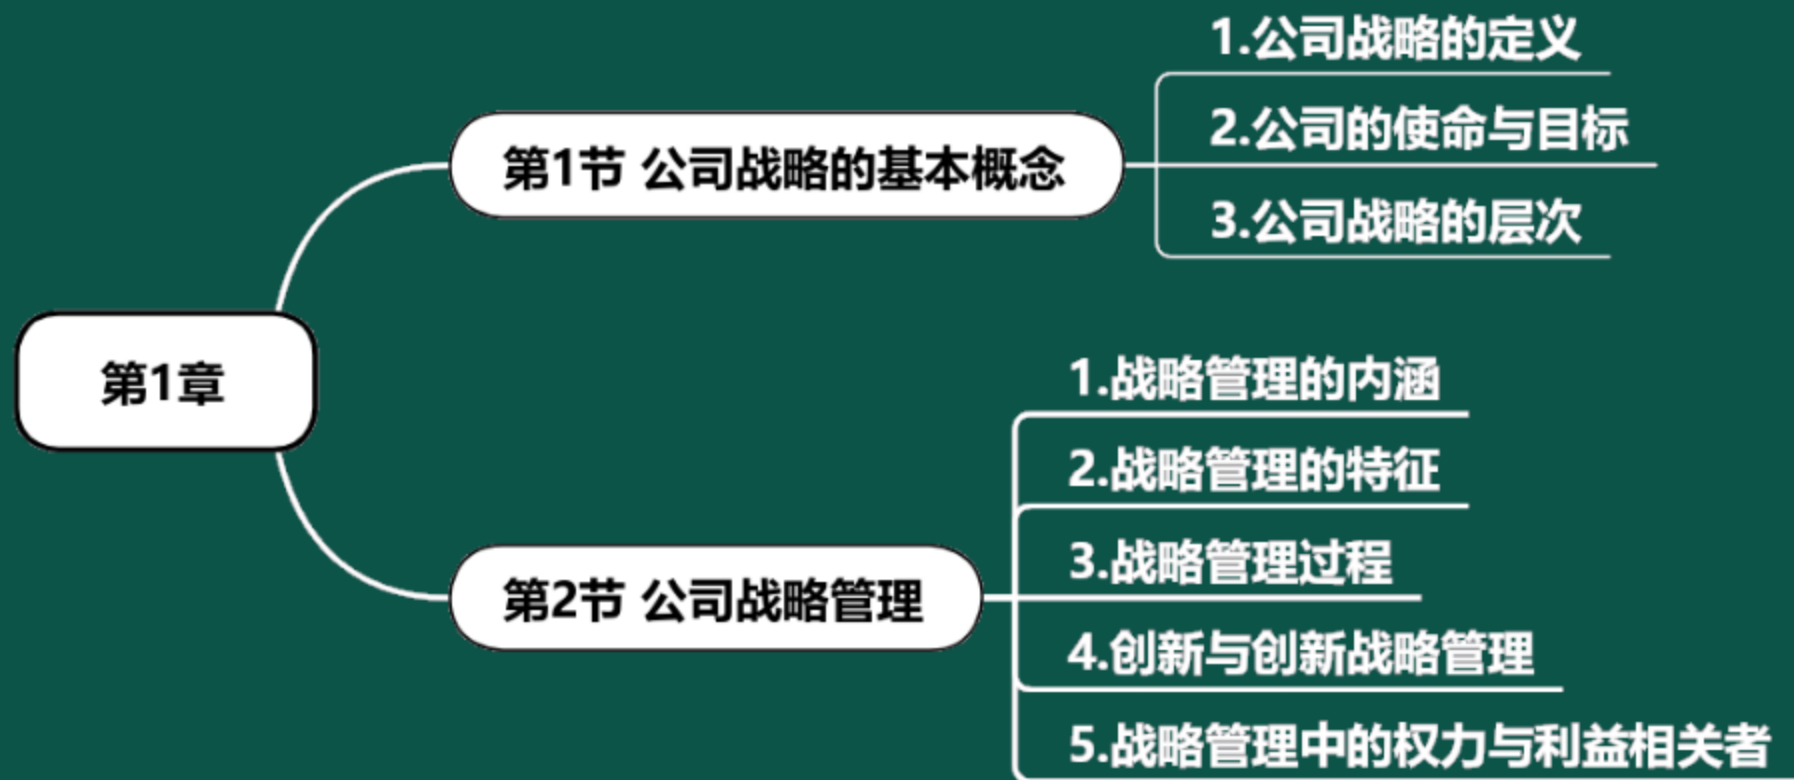 第1章
第1节 公司战略的基本概念
1.公司战略的定义
2.公司的使命与目标
3.公司战略的层次
第2节 公司战略管理
1.战略管理的内涵
2.战略管理的特征
3.战略管理过程
4.创新与创新战略管理
5.战略管理中的权力与利益相关者